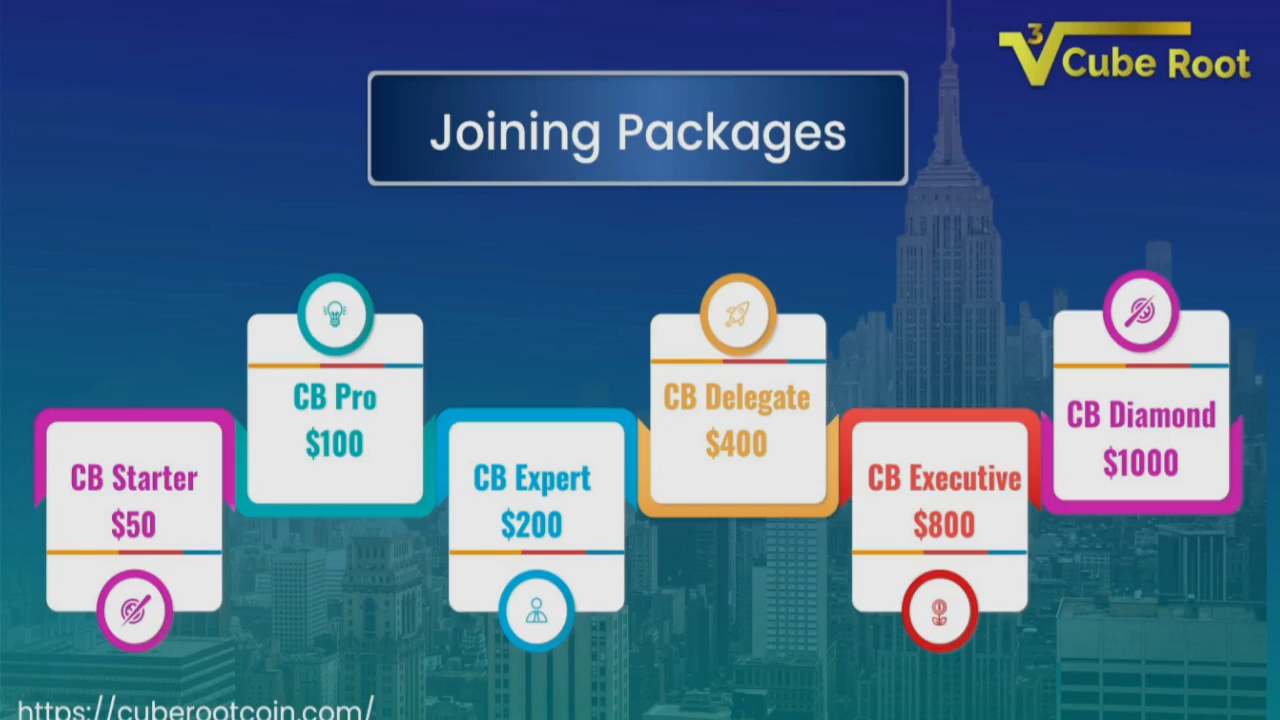 3
Cube Root
Joining Packages
CB Starter
$50
CB Pro
$100
CB Expert
$200
CB Delegate
$400
CB Executive
$800
CB Diamond
$1000
https://cuberootcoin.com/